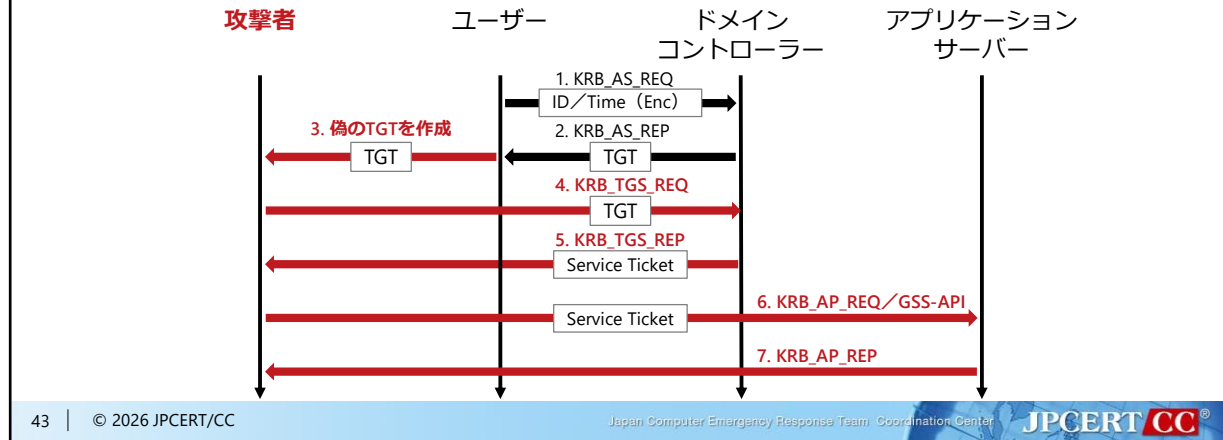 攻撃者
ユーザー
ドメイン
コントローラー
アプリケーション
サーバー
1. KRB_AS_REQ
ID／Time（Enc）
3. 偽のTGTを作成
2. KRB_AS_REP
TGT
TGT
4. KRB_TGS_REQ
TGT
5. KRB_TGS_REP
Service Ticket
6. KRB_AP_REQ／GSS-API
Service Ticket
7. KRB_AP_REP
43
© 2026 JPCERT/CC
Japan Computer Emergency Response Team Coordination Center
JPCERT CC®